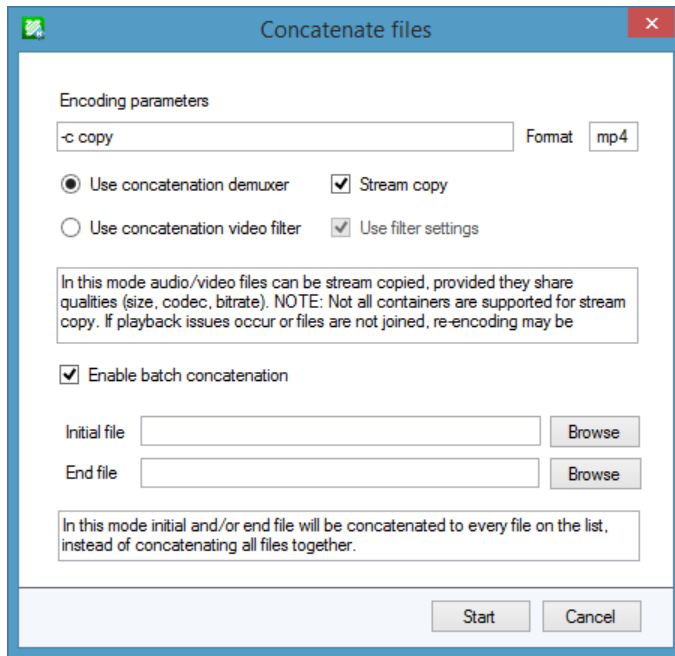 Concatenate files
Encoding parameters
-c copy Format mp4
Use concatenation demuxer Stream copy
Use concatenation video filter Use filter settings
In this mode audio/video files can be stream copied, provided they share
qualities (size, codec, bitrate). NOTE: Not all containers are supported for stream
copy. If playback issues occur or files are not joined, re-encoding may be
Enable batch concatenation
Initial file Browse
End file Browse
In this mode initial and/or end file will be concatenated to every file on the list,
instead of concatenating all files together.
Start Cancel